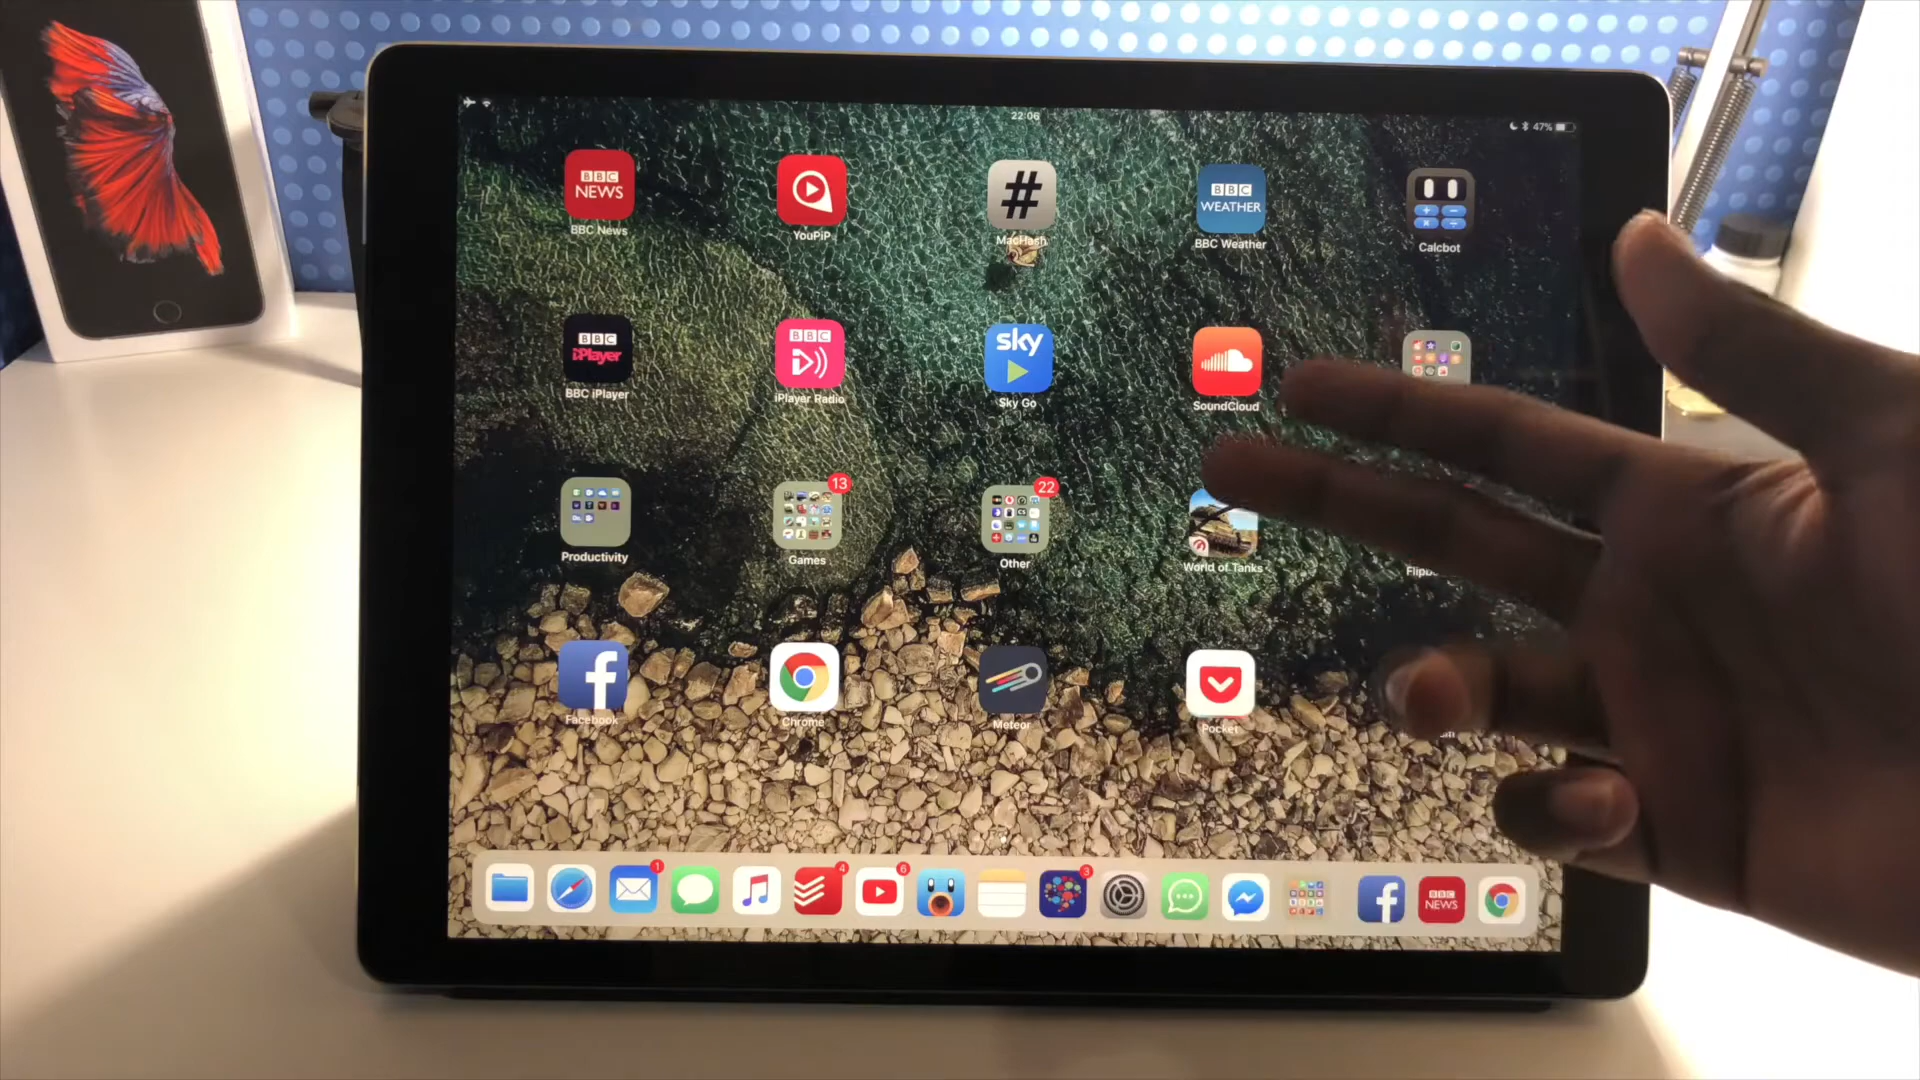 22:06
47%
BBC
NEWS
BBC News
YouPiP
#
MacHash
BBC
WEATHER
BBC Weather
Calcbot
BBC
iPlayer
BBC iPlayer
BBC
iPlayer Radio
sky
Sky Go
SoundCloud
Productivity
13
Games
22
Other
World of Tanks
f
Facebook
Chrome
Meteor
Pocket
1
4
6
3
f
BBC
NEWS